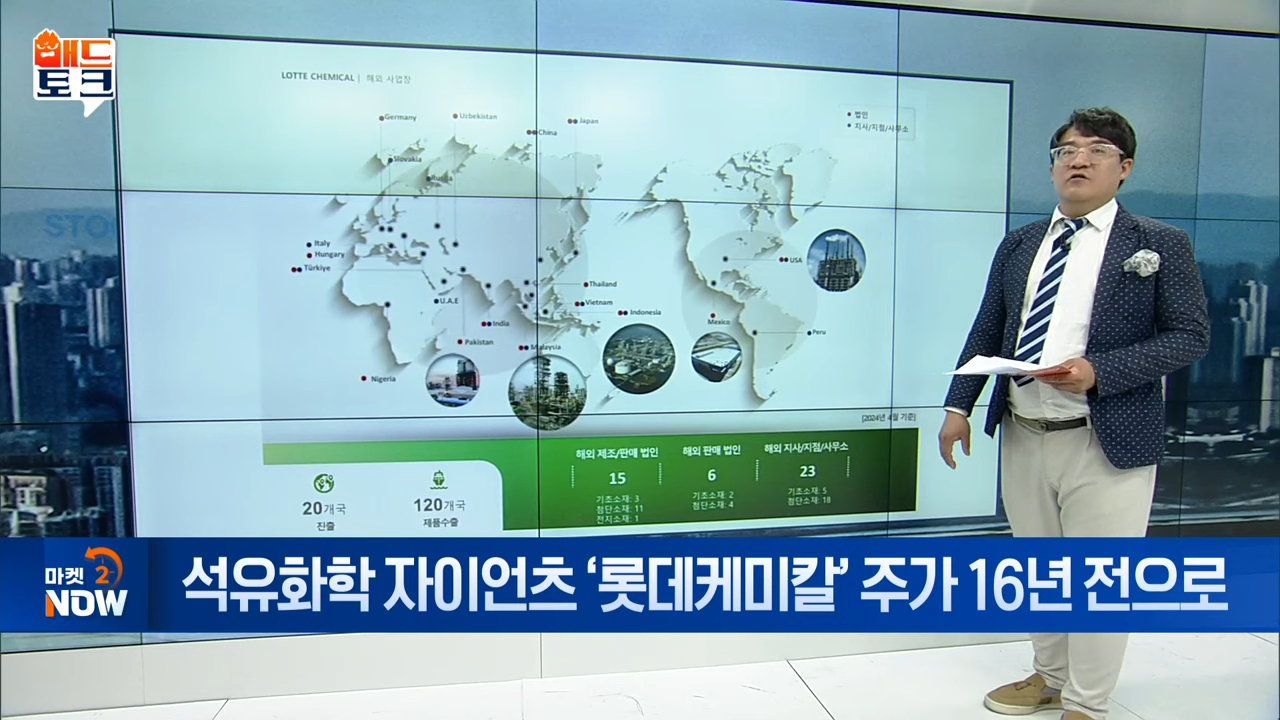 매드
토크
LOTTE CHEMICAL | 해외 사업장
Germany
Uzbekistan
China
Japan
법인
지사/지점/사무소
Slovakia
STO
Italy
Hungary
Türkiye
USA
U.A.E
Thailand
Vietnam
Indonesia
India
Pakistan
Malaysia
Mexico
Peru
Nigeria
[2024년 4월 기준]
해외 제조/판매 법인
해외 판매 법인
해외 지사/지점/사무소
15
6
23
기초소재: 3
첨단소재: 11
전지소재: 1
기초소재: 2
첨단소재: 4
기초소재: 5
첨단소재: 18
20개국
진출
120개국
제품수출
마켓 2
NOW
석유화학 자이언츠 ‘롯데케미칼’ 주가 16년 전으로